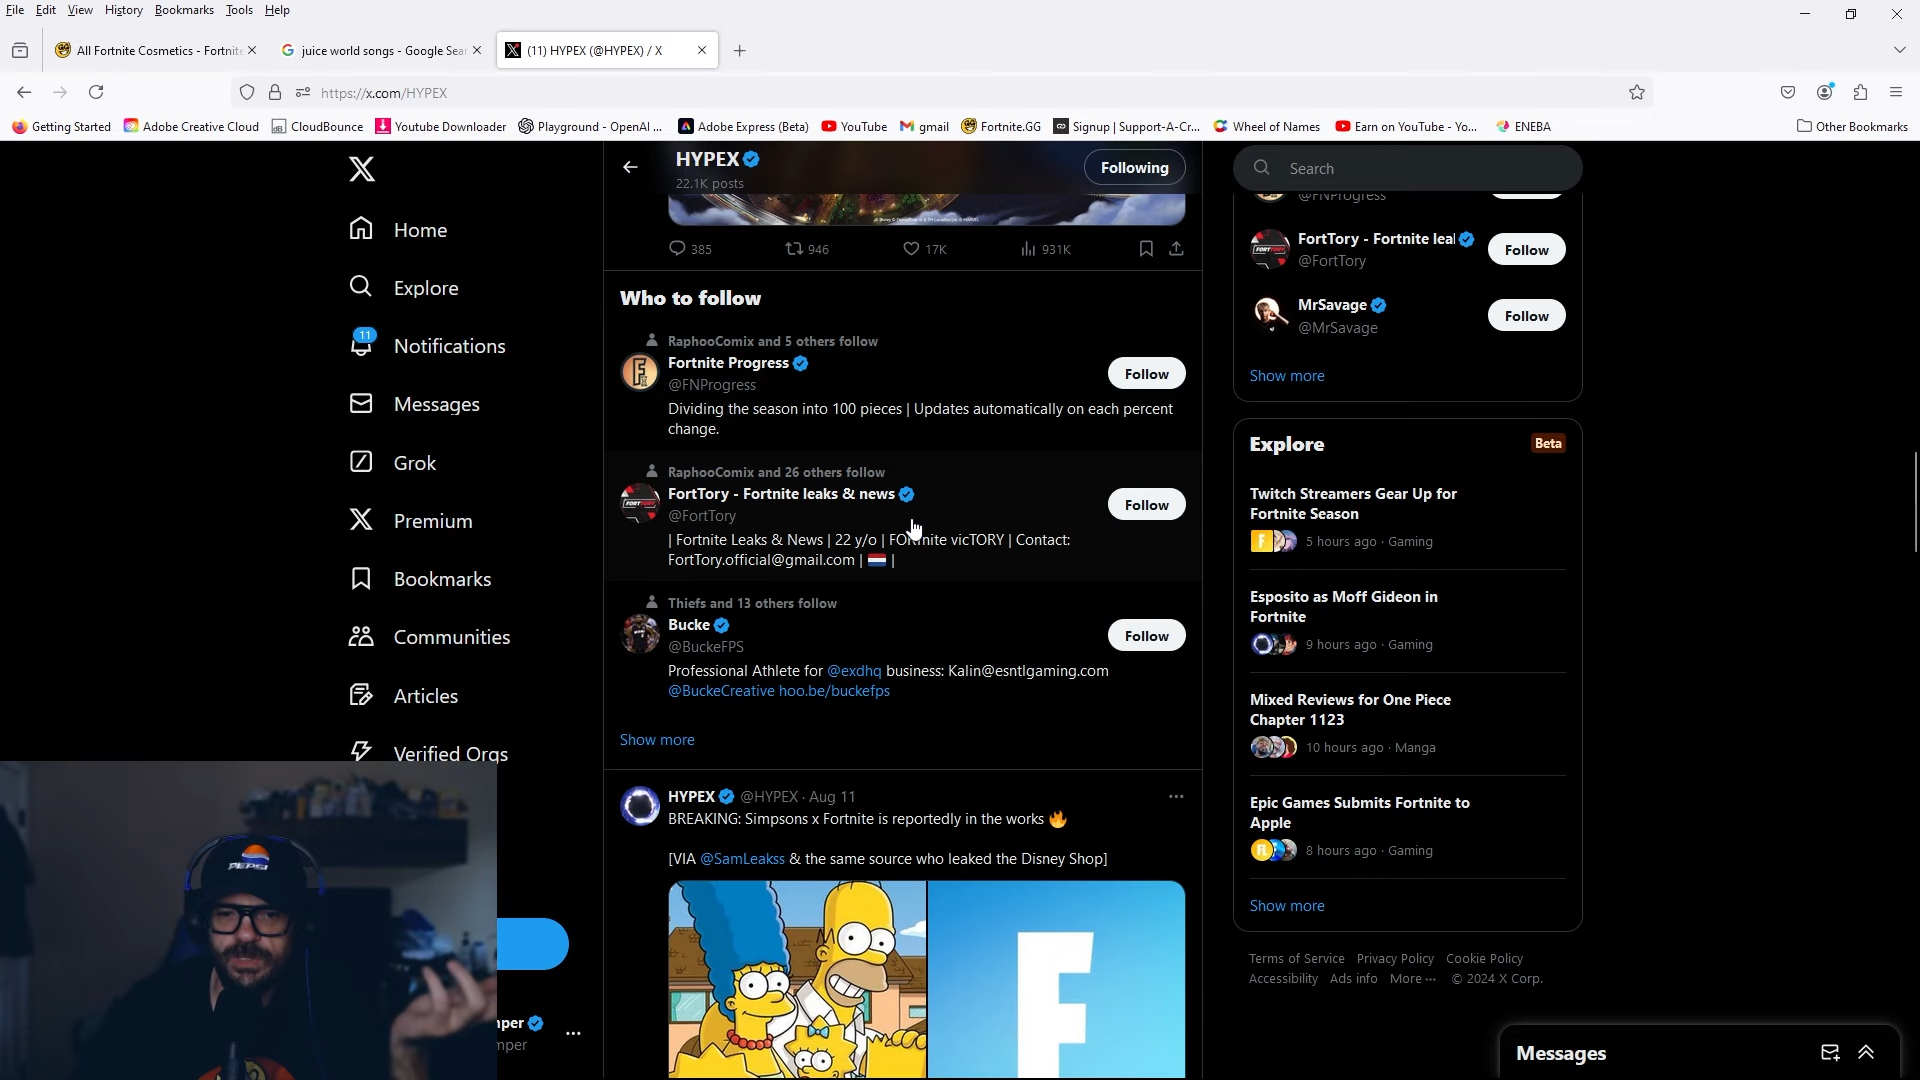 File Edit View History Bookmarks Tools Help
All Fortnite Cosmetics - Fortnite
juice world songs - Google Sear
(11) HYPEX (@HYPEX) / X
https://x.com/HYPEX
Getting Started Adobe Creative Cloud CloudBounce Youtube Downloader Playground - OpenAI ... Adobe Express (Beta) YouTube gmail Fortnite.GG Signup | Support-A-Cr... Wheel of Names Earn on YouTube - Yo... ENEBA Other Bookmarks
Home
Explore
11
Notifications
Messages
Grok
Premium
Bookmarks
Communities
Articles
Verified Orgs
PEPSI
mper
mper
HYPEX
22.1K posts
Following
385 946 17K 931K
Who to follow
RaphooComix and 5 others follow
Fortnite Progress
@FNProgress
Follow
Dividing the season into 100 pieces | Updates automatically on each percent
change.
RaphooComix and 26 others follow
FortTory - Fortnite leaks & news
@FortTory
Follow
| Fortnite Leaks & News | 22 y/o | FORTnite vicTORY | Contact:
FortTory.official@gmail.com | |
Thiefs and 13 others follow
Bucke
@BuckeFPS
Follow
Professional Athlete for @exdhq business: Kalin@esntlgaming.com
@BuckeCreative hoo.be/buckefps
Show more
HYPEX @HYPEX · Aug 11
BREAKING: Simpsons x Fortnite is reportedly in the works
[VIA @SamLeakss & the same source who leaked the Disney Shop]
F
Search
@FNProgress
FortTory - Fortnite leal
@FortTory
Follow
MrSavage
@MrSavage
Follow
Show more
Explore
Beta
Twitch Streamers Gear Up for
Fortnite Season
5 hours ago · Gaming
Esposito as Moff Gideon in
Fortnite
9 hours ago · Gaming
Mixed Reviews for One Piece
Chapter 1123
10 hours ago · Manga
Epic Games Submits Fortnite to
Apple
8 hours ago · Gaming
Show more
Terms of Service Privacy Policy Cookie Policy
Accessibility Ads info More ··· © 2024 X Corp.
Messages